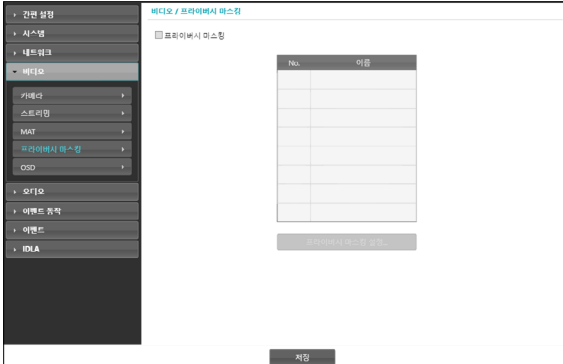 간편 설정
시스템
네트워크
비디오
카메라
스트리밍
MAT
프라이버시 마스킹
OSD
오디오
이벤트 동작
이벤트
IDLA
비디오 / 프라이버시 마스킹
프라이버시 마스킹
No. 이름
프라이버시 마스킹 설정...
저장